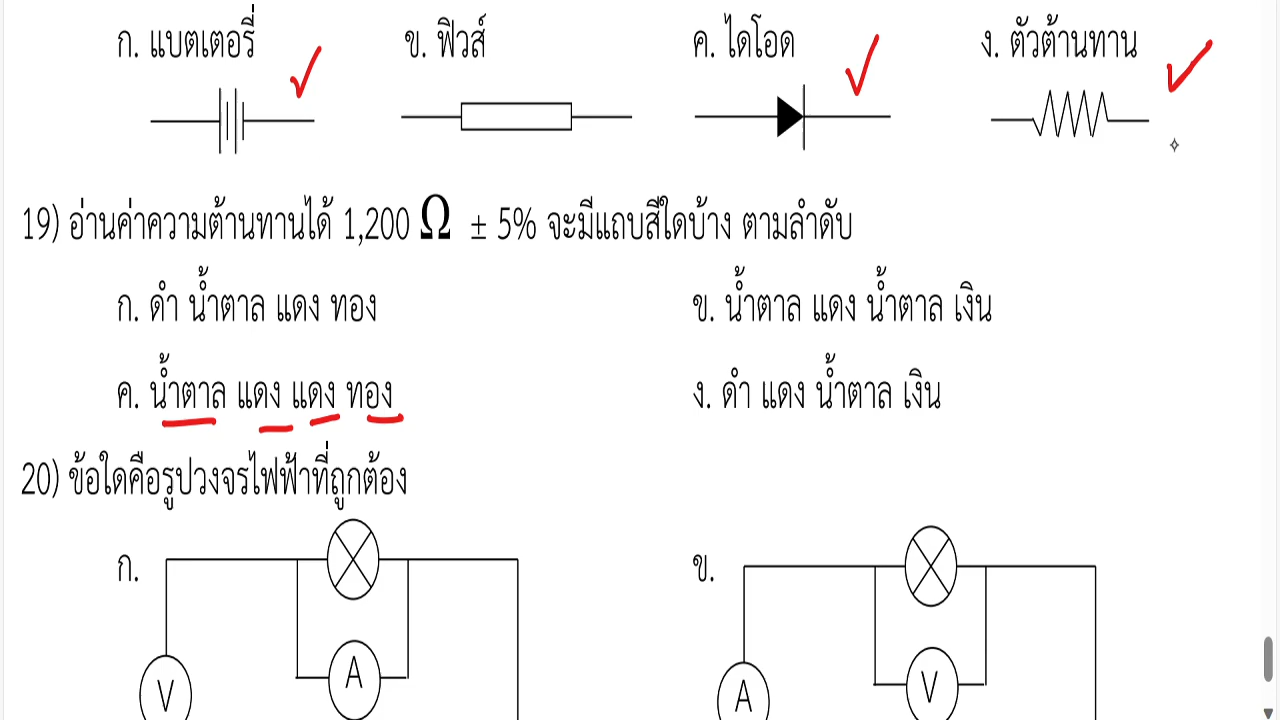 ก. แบตเตอรี่ ข. ฟิวส์ ค. ไดโอด ง. ตัวต้านทาน
19) อ่านค่าความต้านทานได้ 1,200 Ω ± 5% จะมีแถบสีใดบ้าง ตามลำดับ
ก. ดำ น้ำตาล แดง ทอง ข. น้ำตาล แดง น้ำตาล เงิน
ค. น้ำตาล แดง แดง ทอง ง. ดำ แดง น้ำตาล เงิน
20) ข้อใดคือรูปวงจรไฟฟ้าที่ถูกต้อง
ก. ข.
A V
V A